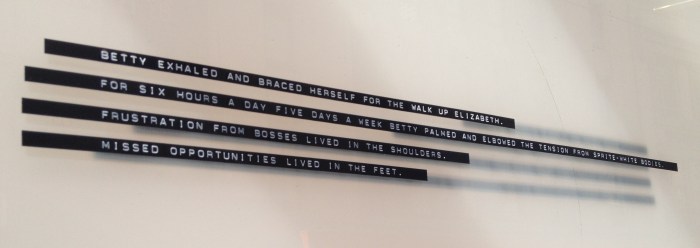 BETTY EXHALED AND BRACED HERSELF FOR THE WALK UP ELIZABETH.
FOR SIX HOURS A DAY FIVE DAYS A WEEK BETTY PALMED AND ELBOWED THE TENSION FROM SPRITE-WHITE BODIES.
FRUSTRATION FROM BOSSES LIVED IN THE SHOULDERS.
MISSED OPPORTUNITIES LIVED IN THE FEET.